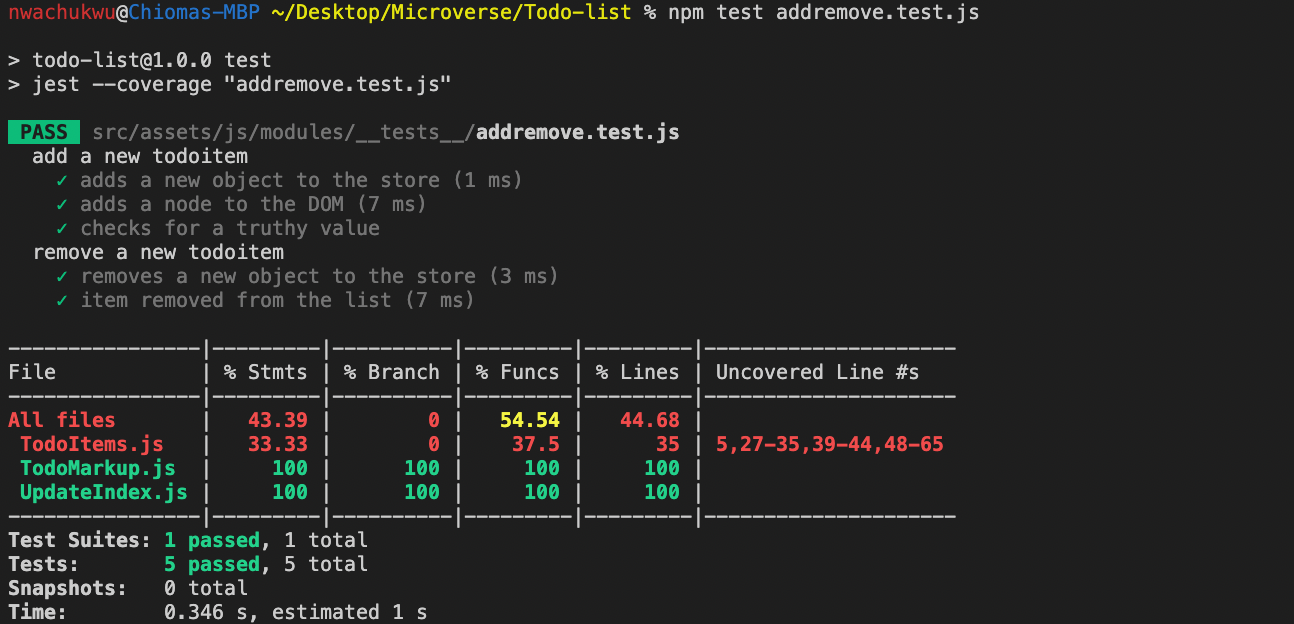 nwachukwu@Chiomas-MBP ~/Desktop/Microverse/Todo-list % npm test addremove.test.js
> todo-list@1.0.0 test
> jest --coverage "addremove.test.js"
PASS src/assets/js/modules/__tests__/addremove.test.js
add a new todoitem
✓ adds a new object to the store (1 ms)
✓ adds a node to the DOM (7 ms)
✓ checks for a truthy value
remove a new todoitem
✓ removes a new object to the store (3 ms)
✓ item removed from the list (7 ms)
----------------|---------|----------|---------|---------|---------------------
File | % Stmts | % Branch | % Funcs | % Lines | Uncovered Line #s
----------------|---------|----------|---------|---------|---------------------
All files | 43.39 | 0 | 54.54 | 44.68 |
TodoItems.js | 33.33 | 0 | 37.5 | 35 | 5,27-35,39-44,48-65
TodoMarkup.js | 100 | 100 | 100 | 100 |
UpdateIndex.js | 100 | 100 | 100 | 100 |
----------------|---------|----------|---------|---------|---------------------
Test Suites: 1 passed, 1 total
Tests: 5 passed, 5 total
Snapshots: 0 total
Time: 0.346 s, estimated 1 s